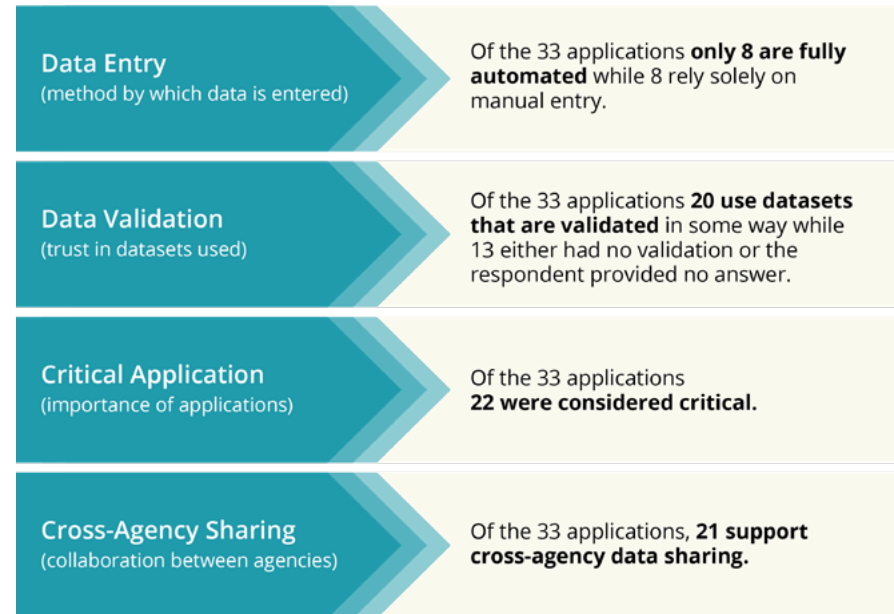 Data Entry
(method by which data is entered)
Of the 33 applications only 8 are fully
automated while 8 rely solely on
manual entry.
Data Validation
(trust in datasets used)
Of the 33 applications 20 use datasets
that are validated in some way while
13 either had no validation or the
respondent provided no answer.
Critical Application
(importance of applications)
Of the 33 applications
22 were considered critical.
Cross-Agency Sharing
(collaboration between agencies)
Of the 33 applications, 21 support
cross-agency data sharing.